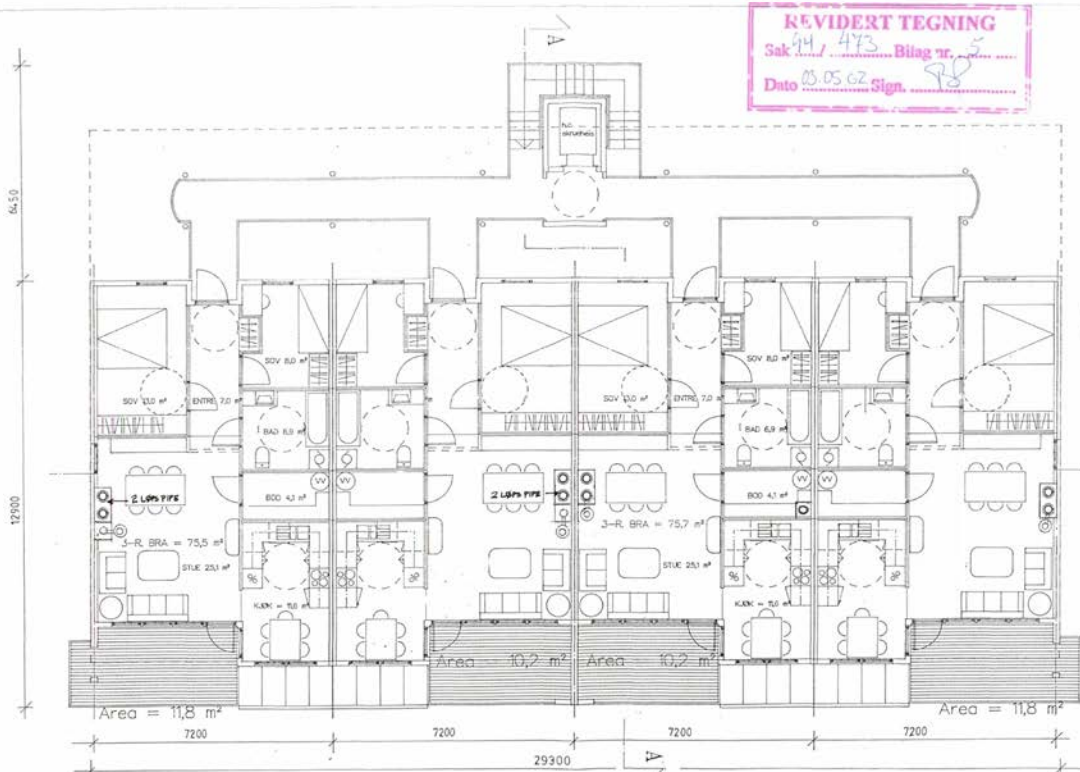 REVIDERT TEGNING
Sak 94 / 473 Bilag nr. 5
Dato 03.05.02 Sign.
A
6450
12900
SOV 8,0 m²
SOV 13,0 m²
ENTRE 7,0 m²
BAD 6,9 m²
BOD 4,1 m²
2 LØPS PIPE
3-R. BRA = 75,5 m²
STUE 25,1 m²
KJØK = 11,6 m²
2 LØPS PIPE
SOV 8,0 m²
SOV 13,0 m²
ENTRE 7,0 m²
BAD 6,9 m²
BOD 4,1 m²
3-R. BRA = 75,7 m²
STUE 25,1 m²
KJØK = 11,6 m²
Area = 10,2 m²
Area = 10,2 m²
Area = 11,8 m²
Area = 11,8 m²
7200
7200
7200
7200
29300
A